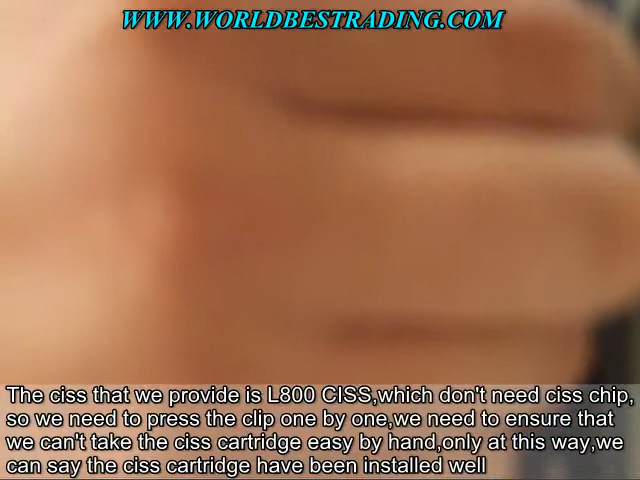 WWW.WORLDBESTRADING.COM
The ciss that we provide is L800 CISS,which don't need ciss chip,
so we need to press the clip one by one,we need to ensure that
we can't take the ciss cartridge easy by hand,only at this way,we
can say the ciss cartridge have been installed well